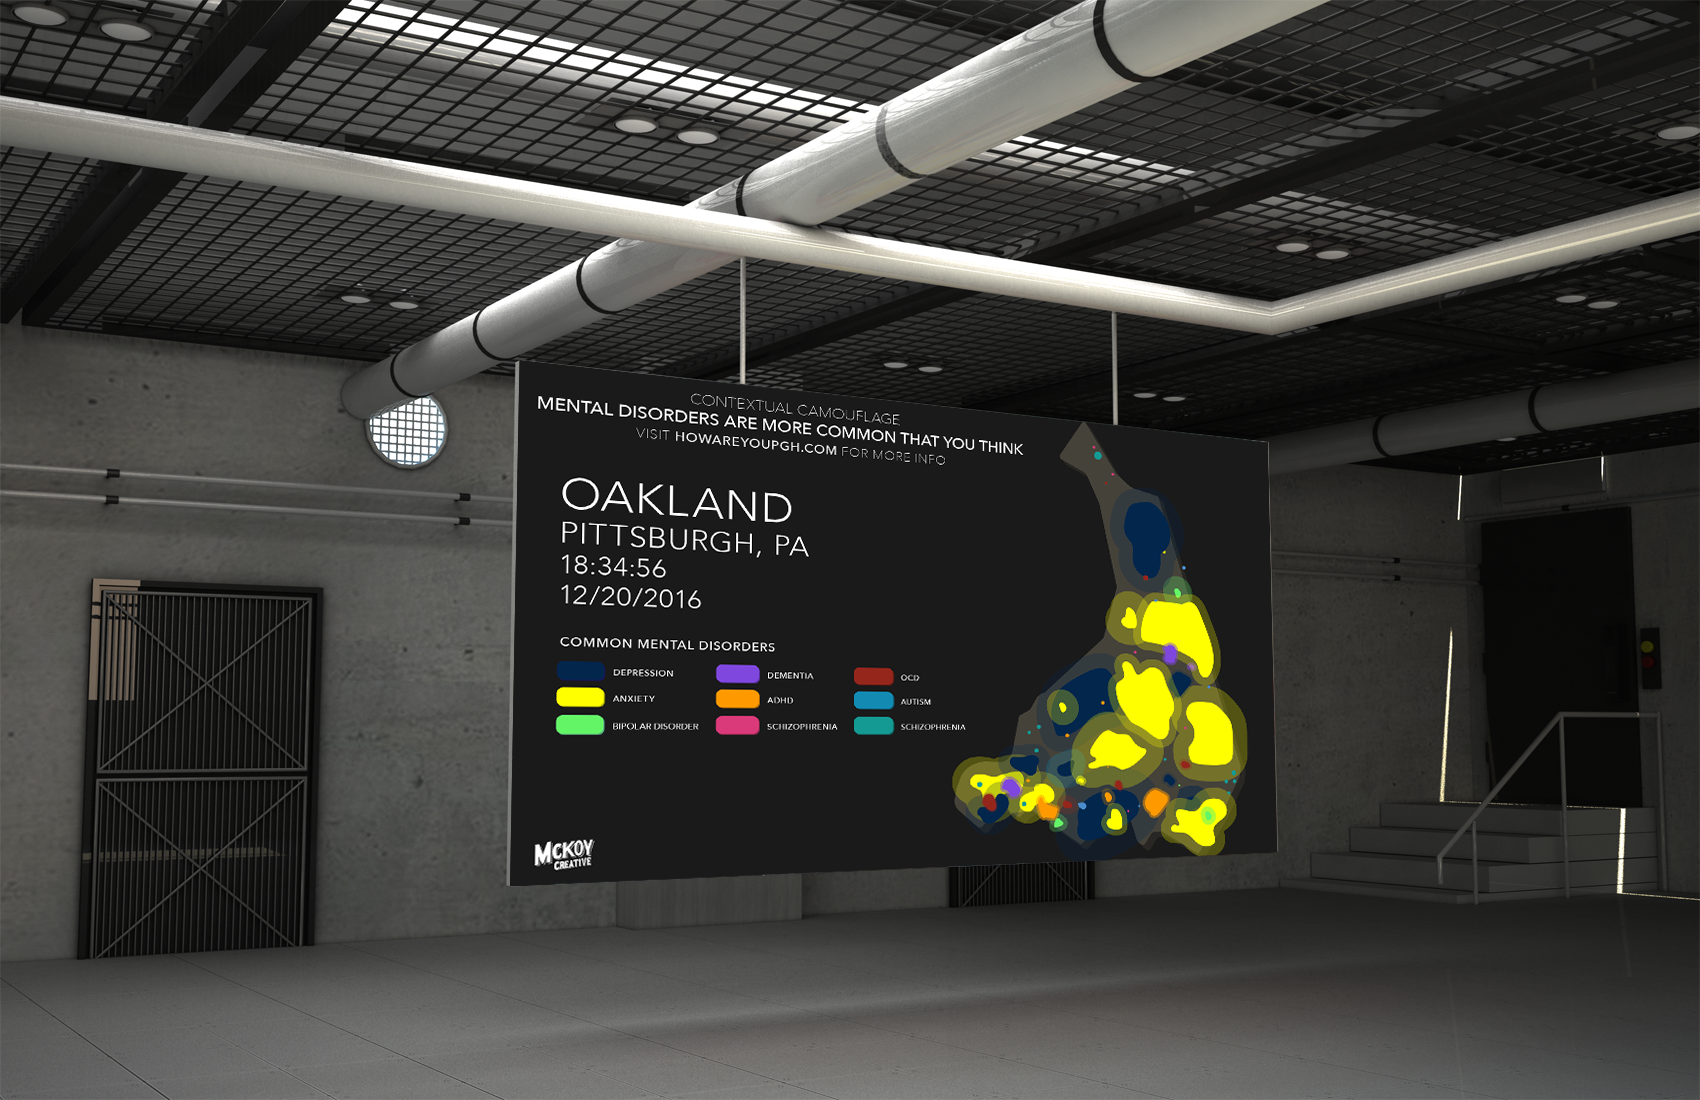 CONTEXTUAL CAMOUFLAGE
MENTAL DISORDERS ARE MORE COMMON THAT YOU THINK
VISIT HOWAREYOUPGH.COM FOR MORE INFO
OAKLAND
PITTSBURGH, PA
18:34:56
12/20/2016
COMMON MENTAL DISORDERS
DEPRESSION
DEMENTIA
OCD
ANXIETY
ADHD
AUTISM
BIPOLAR DISORDER
SCHIZOPHRENIA
SCHIZOPHRENIA
MCKOY
CREATIVE